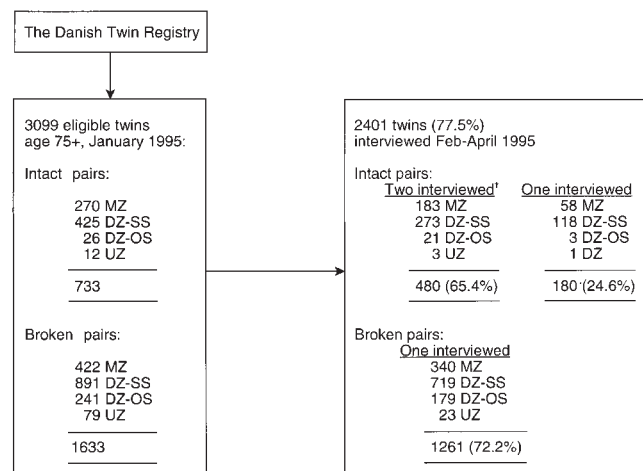 The Danish Twin Registry
3099 eligible twins
age 75+, January 1995:
Intact pairs:
270 MZ
425 DZ-SS
26 DZ-OS
12 UZ
733
Broken pairs:
422 MZ
891 DZ-SS
241 DZ-OS
79 UZ
1633
2401 twins (77.5%)
interviewed Feb-April 1995
Intact pairs:
Two interviewed† One interviewed
183 MZ 58 MZ
273 DZ-SS 118 DZ-SS
21 DZ-OS 3 DZ-OS
3 UZ 1 DZ
480 (65.4%) 180 (24.6%)
Broken pairs:
One interviewed
340 MZ
719 DZ-SS
179 DZ-OS
23 UZ
1261 (72.2%)